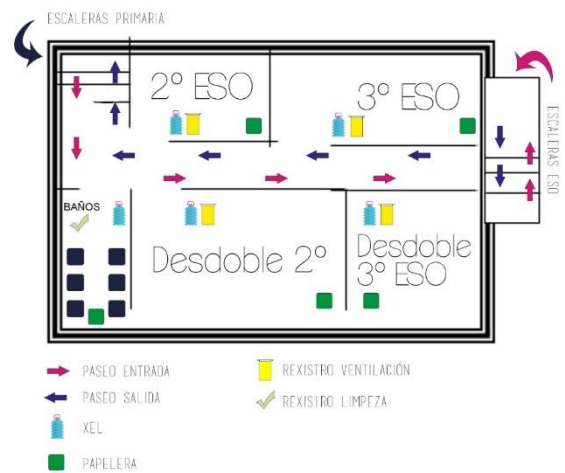 ESCALERAS PRIMARIA
2º ESO
3º ESO
ESCALERAS ESO
BAÑOS
Desdoble 2º
Desdoble
3º ESO
PASEO ENTRADA
REXISTRO VENTILACIÓN
PASEO SALIDA
REXISTRO LIMPEZA
XEL
PAPELERA